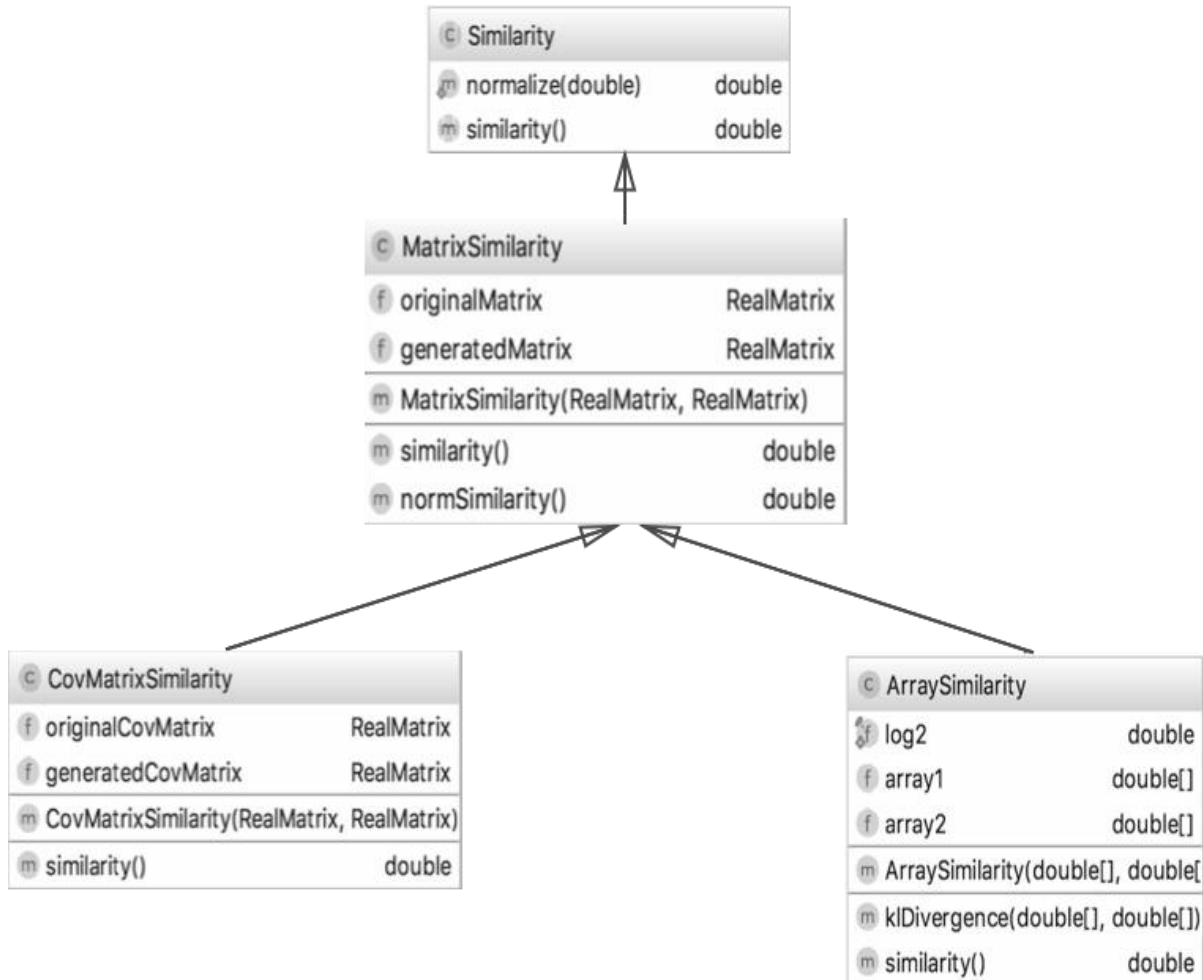 C Similarity
m normalize(double) double
m similarity() double
C MatrixSimilarity
f originalMatrix RealMatrix
f generatedMatrix RealMatrix
m MatrixSimilarity(RealMatrix, RealMatrix)
m similarity() double
m normSimilarity() double
C CovMatrixSimilarity
f originalCovMatrix RealMatrix
f generatedCovMatrix RealMatrix
m CovMatrixSimilarity(RealMatrix, RealMatrix)
m similarity() double
C ArraySimilarity
f log2 double
f array1 double[]
f array2 double[]
m ArraySimilarity(double[], double[
m klDivergence(double[], double[])
m similarity() double